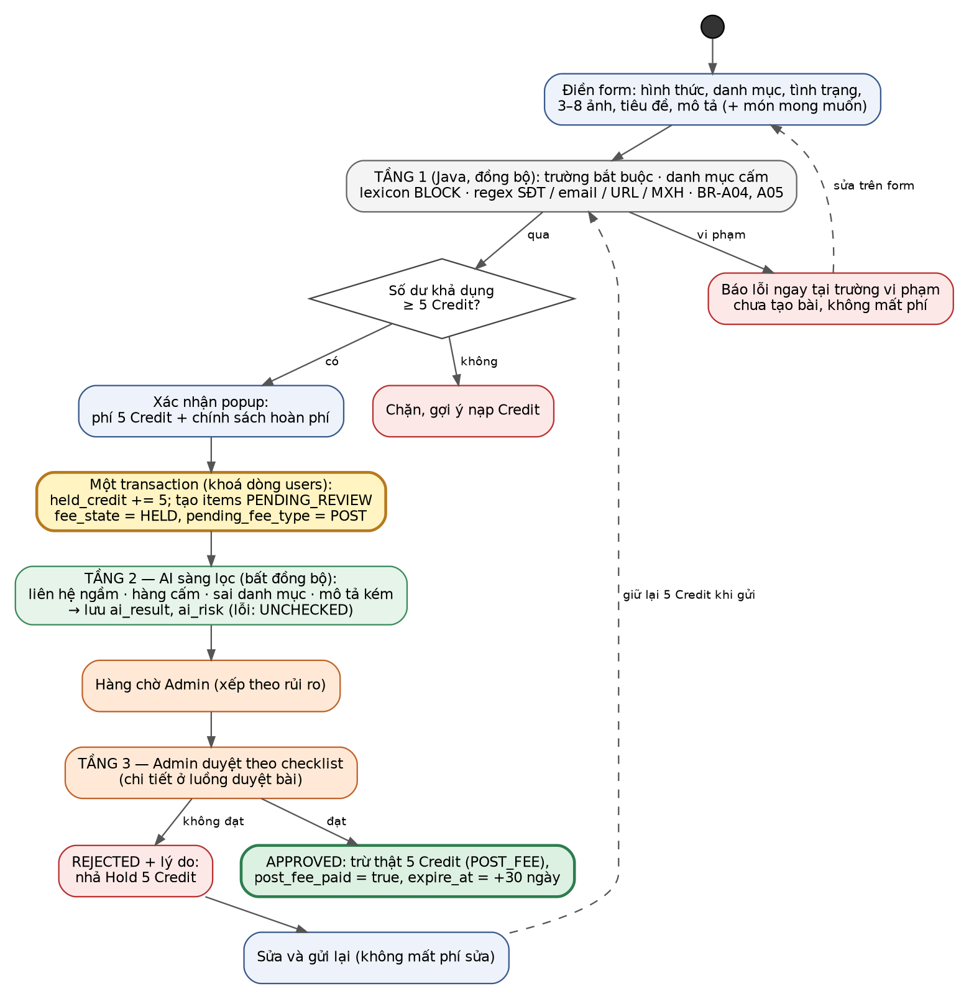 Điền form: hình thức, danh mục, tình trạng,
3–8 ảnh, tiêu đề, mô tả (+ món mong muốn)
TẦNG 1 (Java, đồng bộ): trường bắt buộc · danh mục cấm
lexicon BLOCK · regex SĐT / email / URL / MXH · BR-A04, A05
sửa trên form
qua
vi phạm
Số dư khả dụng
≥ 5 Credit?
Báo lỗi ngay tại trường vi phạm
chưa tạo bài, không mất phí
có
không
Xác nhận popup:
phí 5 Credit + chính sách hoàn phí
Chặn, gợi ý nạp Credit
Một transaction (khoá dòng users):
held_credit += 5; tạo items PENDING_REVIEW
fee_state = HELD, pending_fee_type = POST
TẦNG 2 — AI sàng lọc (bất đồng bộ):
liên hệ ngầm · hàng cấm · sai danh mục · mô tả kém
→ lưu ai_result, ai_risk (lỗi: UNCHECKED)
giữ lại 5 Credit khi gửi
Hàng chờ Admin (xếp theo rủi ro)
TẦNG 3 — Admin duyệt theo checklist
(chi tiết ở luồng duyệt bài)
không đạt
đạt
REJECTED + lý do:
nhả Hold 5 Credit
APPROVED: trừ thật 5 Credit (POST_FEE),
post_fee_paid = true, expire_at = +30 ngày
Sửa và gửi lại (không mất phí sửa)